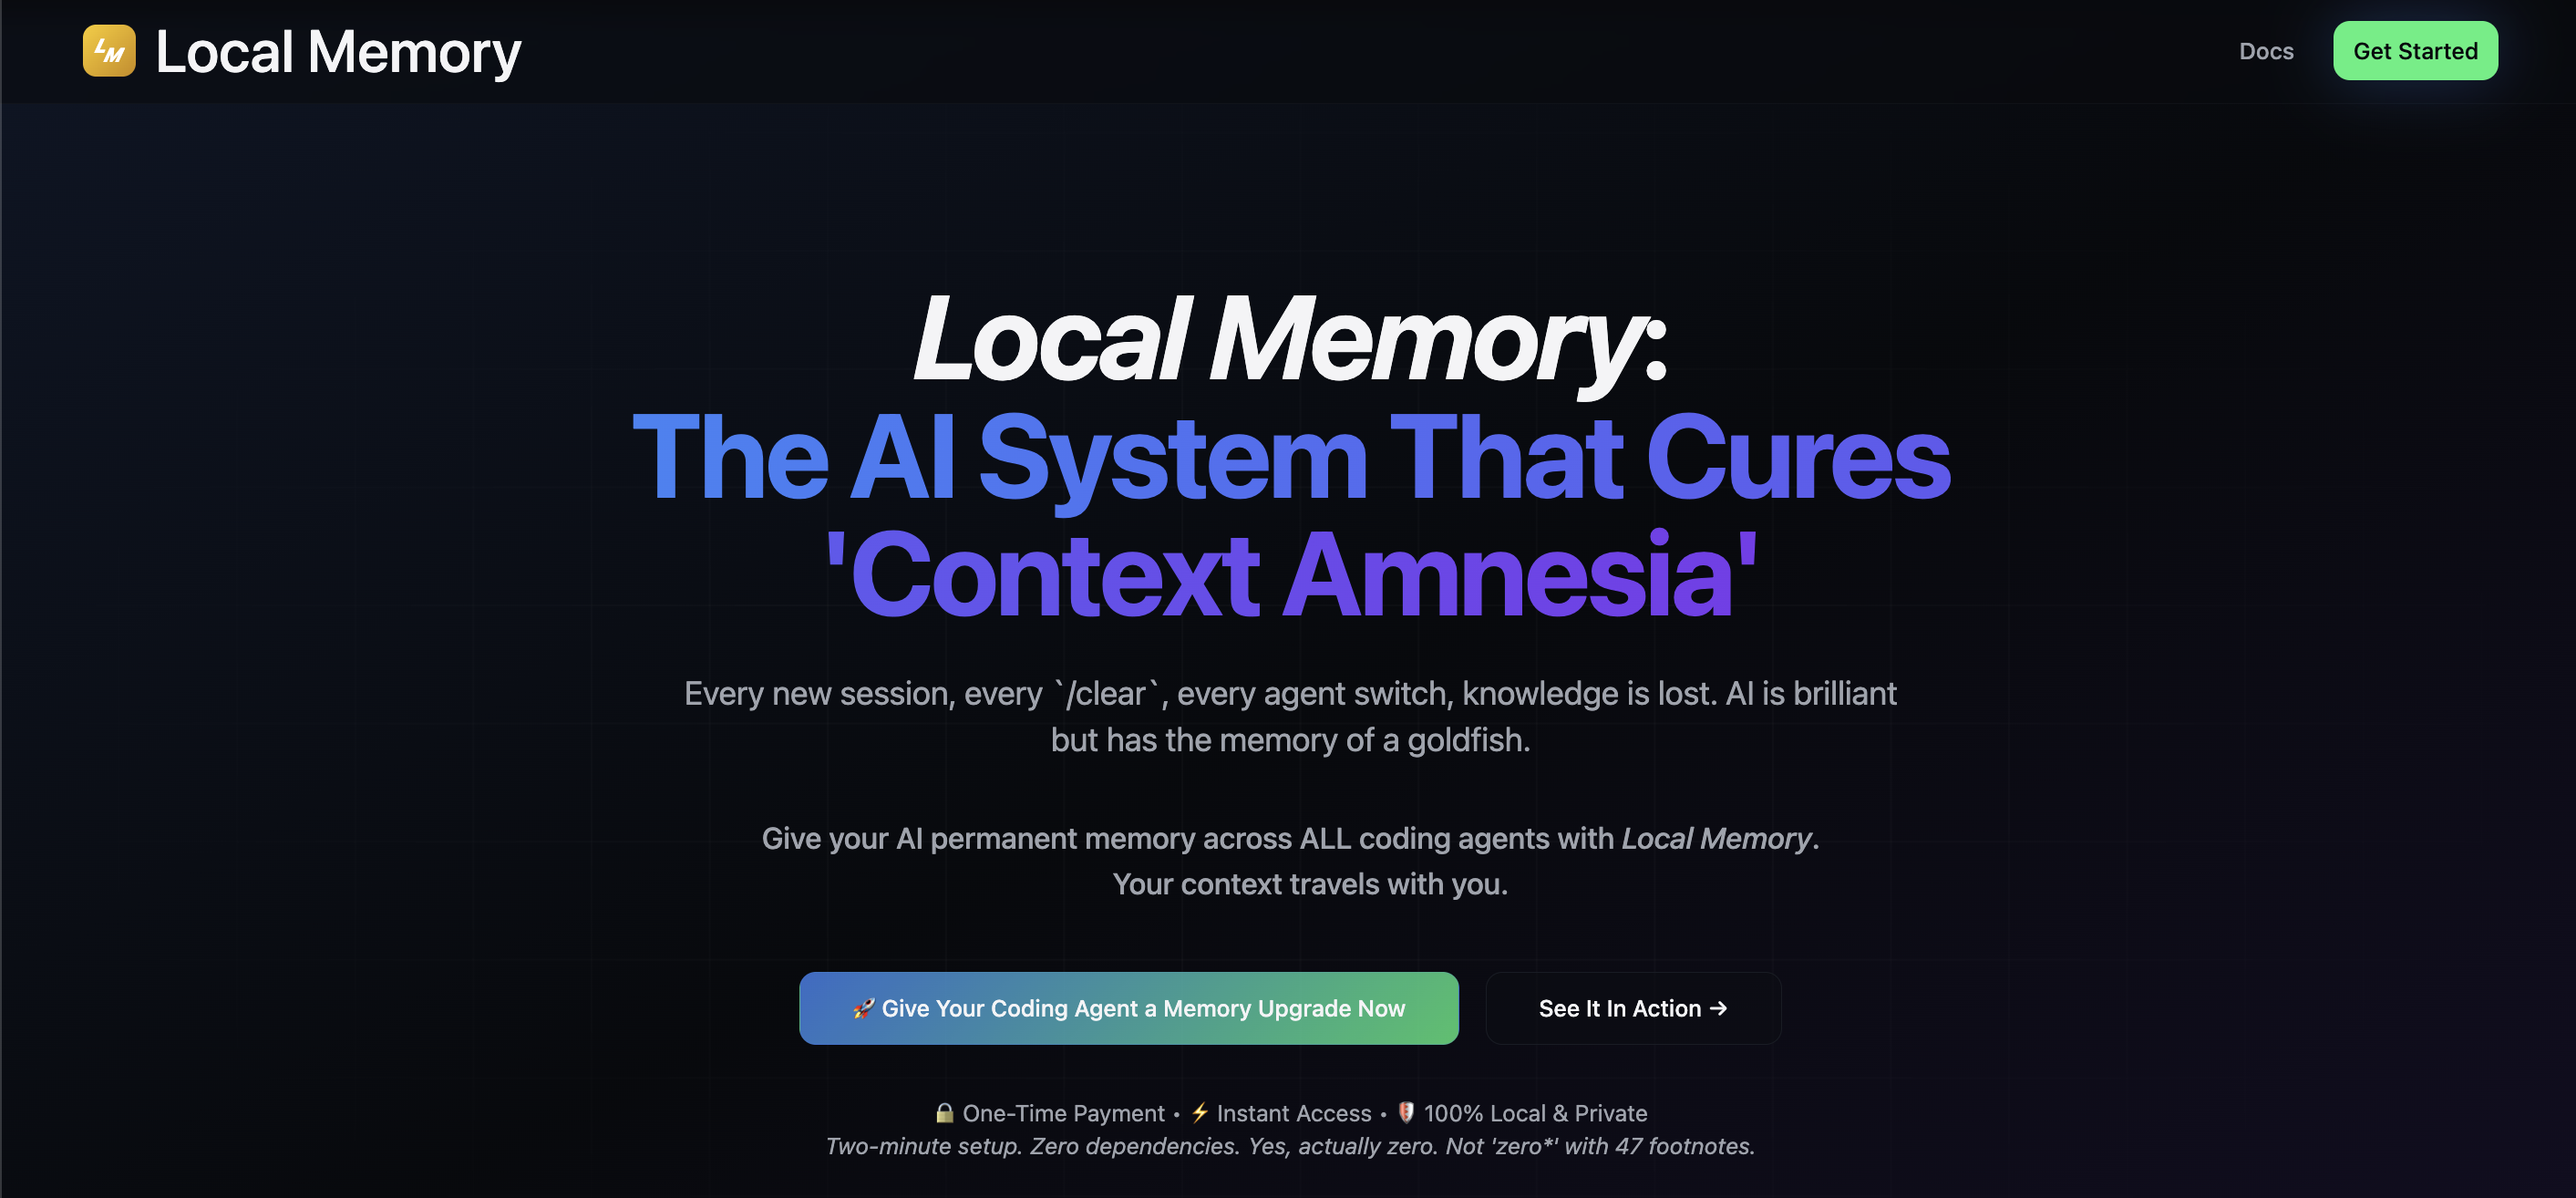 LM Local Memory
Docs
Get Started
Local Memory:
The AI System That Cures
'Context Amnesia'
Every new session, every `/clear`, every agent switch, knowledge is lost. AI is brilliant
but has the memory of a goldfish.
Give your AI permanent memory across ALL coding agents with Local Memory.
Your context travels with you.
🚀 Give Your Coding Agent a Memory Upgrade Now
See It In Action →
🔒 One-Time Payment • ⚡ Instant Access • 🛡️ 100% Local & Private
Two-minute setup. Zero dependencies. Yes, actually zero. Not 'zero*' with 47 footnotes.